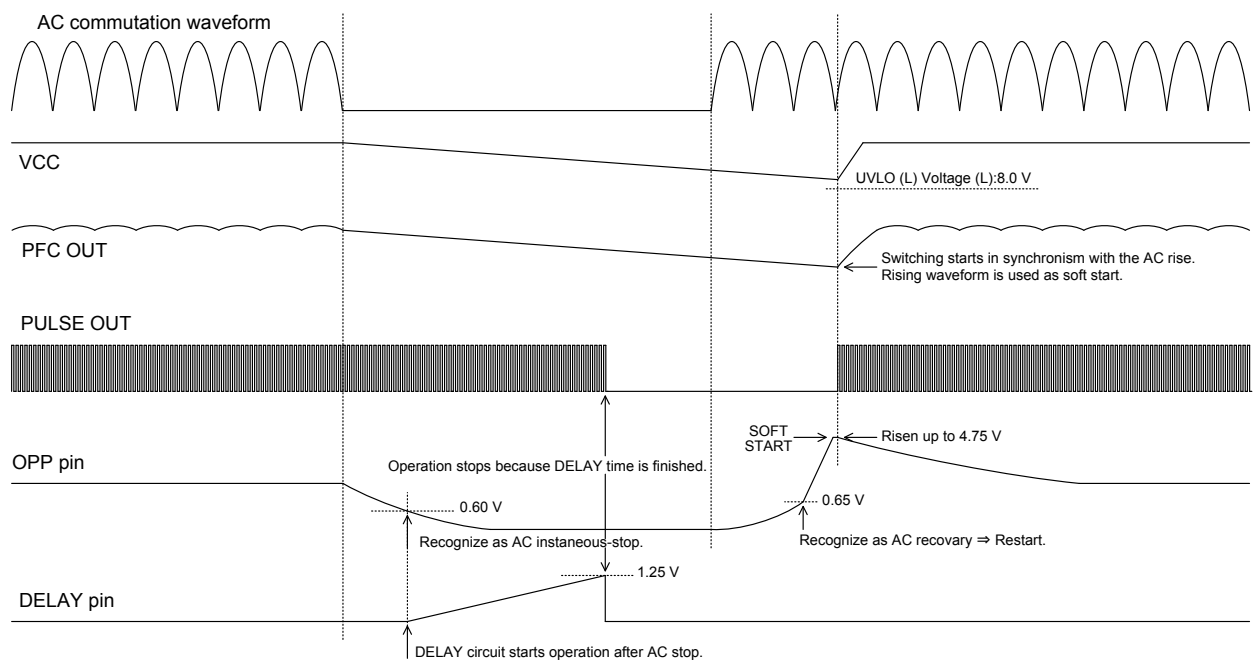 AC commutation waveform
VCC
UVLO (L) Voltage (L):8.0 V
PFC OUT
Switching starts in synchronism with the AC rise.
Rising waveform is used as soft start.
PULSE OUT
SOFT
START
Risen up to 4.75 V
OPP pin
Operation stops because DELAY time is finished.
0.60 V
0.65 V
Recognize as AC instaneous-stop.
Recognize as AC recovery ⇒ Restart.
1.25 V
DELAY pin
DELAY circuit starts operation after AC stop.